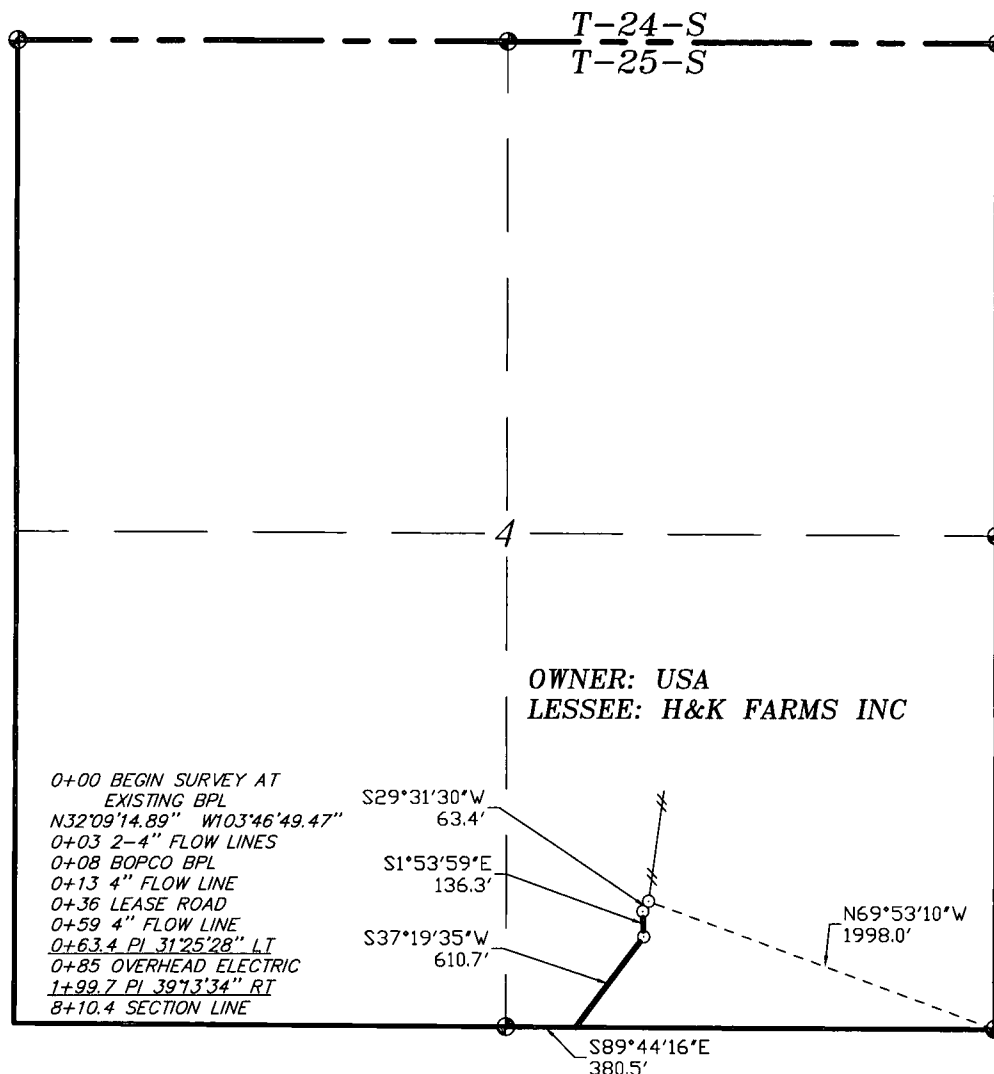 T-24-S
T-25-S
4
OWNER: USA
LESSEE: H&K FARMS INC
0+00 BEGIN SURVEY AT
EXISTING BPL
N32°09'14.89" W103°46'49.47"
0+03 2-4" FLOW LINES
0+08 BOPCO BPL
0+13 4" FLOW LINE
0+36 LEASE ROAD
0+59 4" FLOW LINE
0+63.4 PI 31°25'28" LT
0+85 OVERHEAD ELECTRIC
1+99.7 PI 39°13'34" RT
8+10.4 SECTION LINE
S29°31'30"W
63.4'
S1°53'59"E
136.3'
S37°19'35"W
610.7'
N69°53'10"W
1998.0'
S89°44'16"E
380.5'